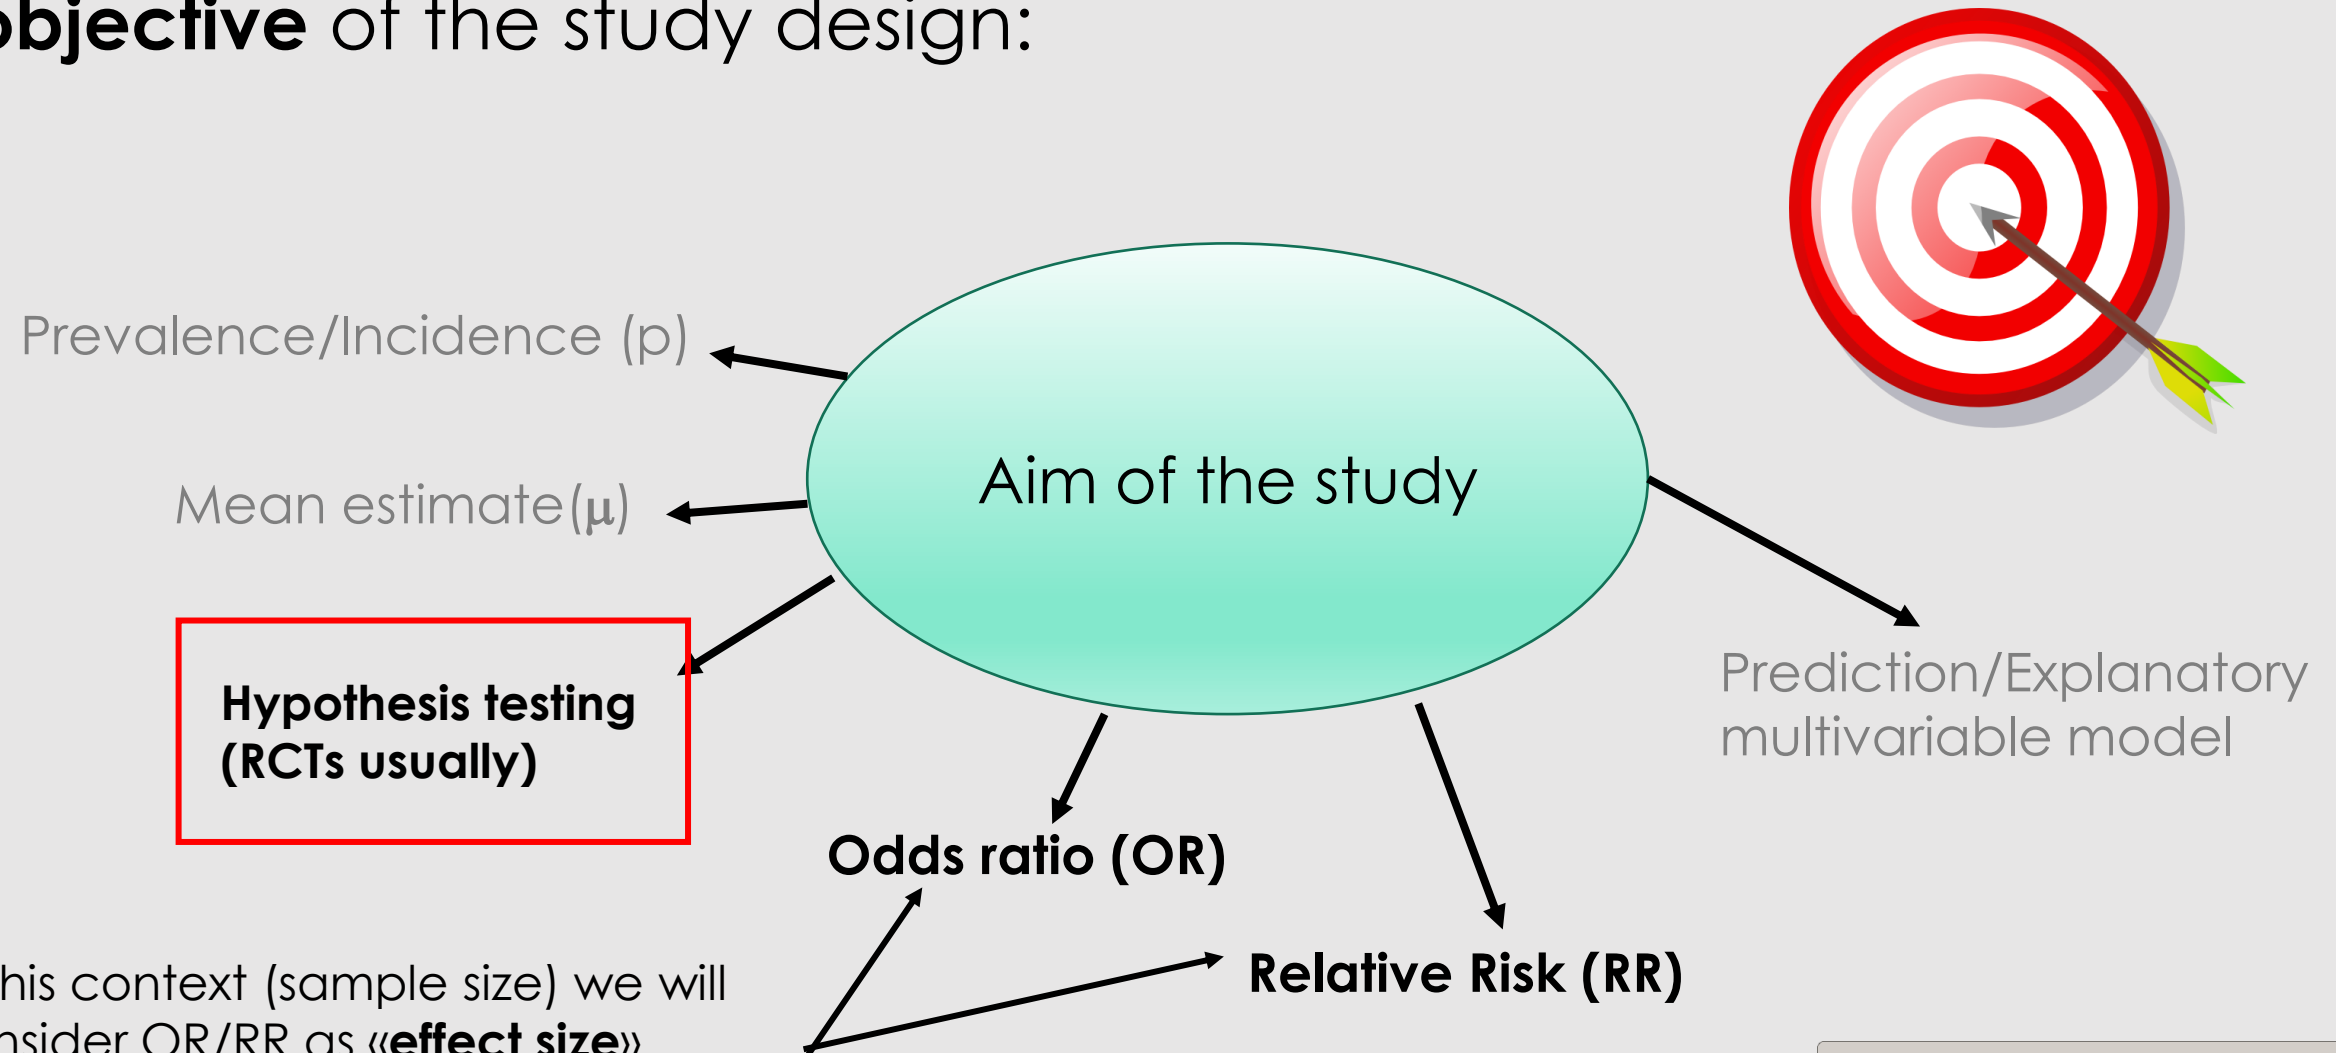 objective of the study design:
Prevalence/Incidence (p)
Mean estimate(μ)
Aim of the study
Hypothesis testing
(RCTs usually)
Prediction/Explanatory
multivariable model
Odds ratio (OR)
Relative Risk (RR)
his context (sample size) we will
nsider OR/RR as «effect size»